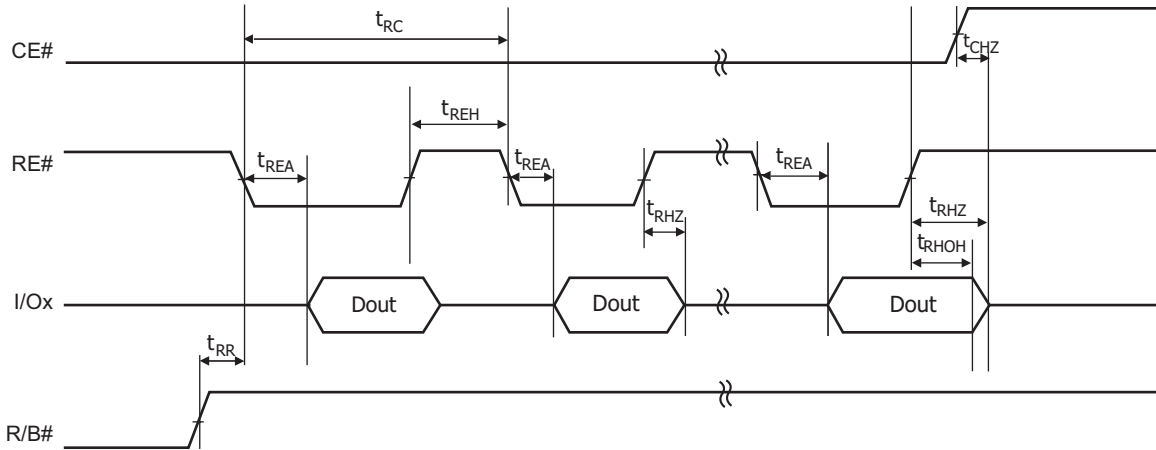 CE#
tRC
tCHZ
RE#
tREA
tREH
tREA
tRHZ
tREA
tRHZ
tRHOH
I/Ox
Dout
Dout
Dout
tRR
R/B#